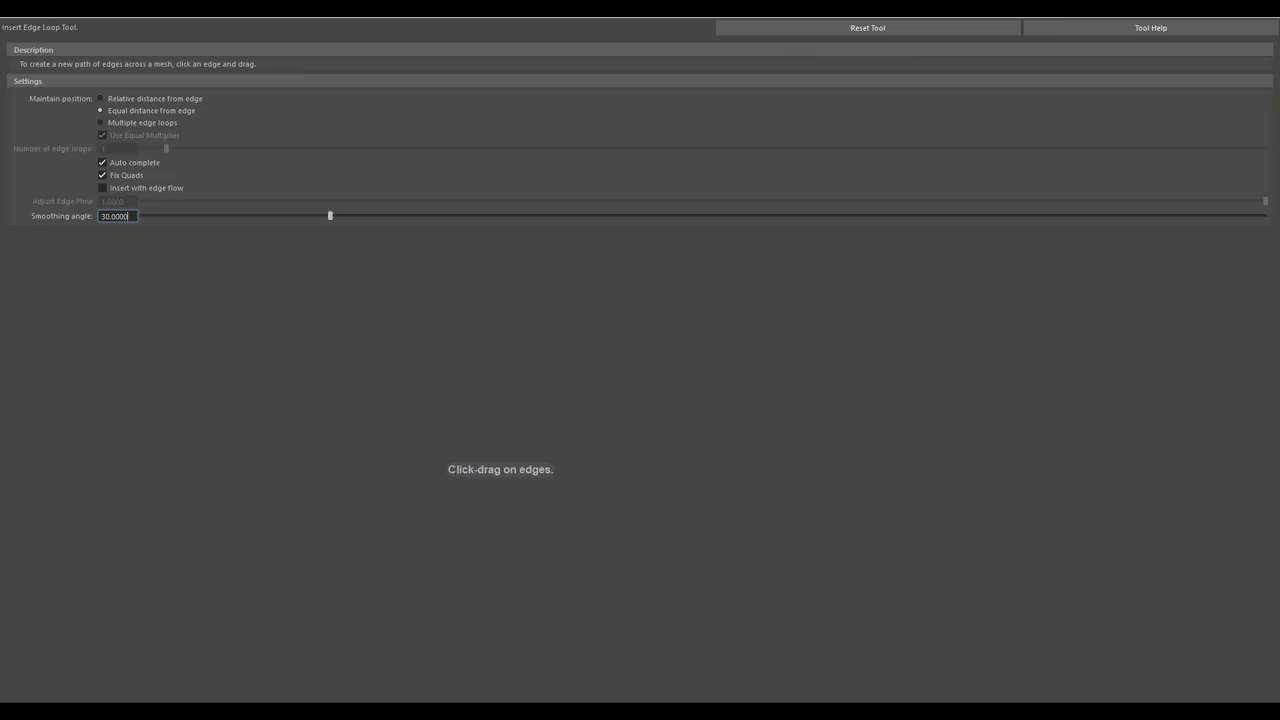 Insert Edge Loop Tool. Reset Tool Tool Help
Description
To create a new path of edges across a mesh, click an edge and drag.
Settings
Maintain position: Relative distance from edge
Equal distance from edge
Multiple edge loops
Use Equal Multiplier
Number of edge loops: 1
Auto complete
Fix Quads
Insert with edge flow
Adjust Edge Flow 1.0000
Smoothing angle: 30.0000
Click-drag on edges.